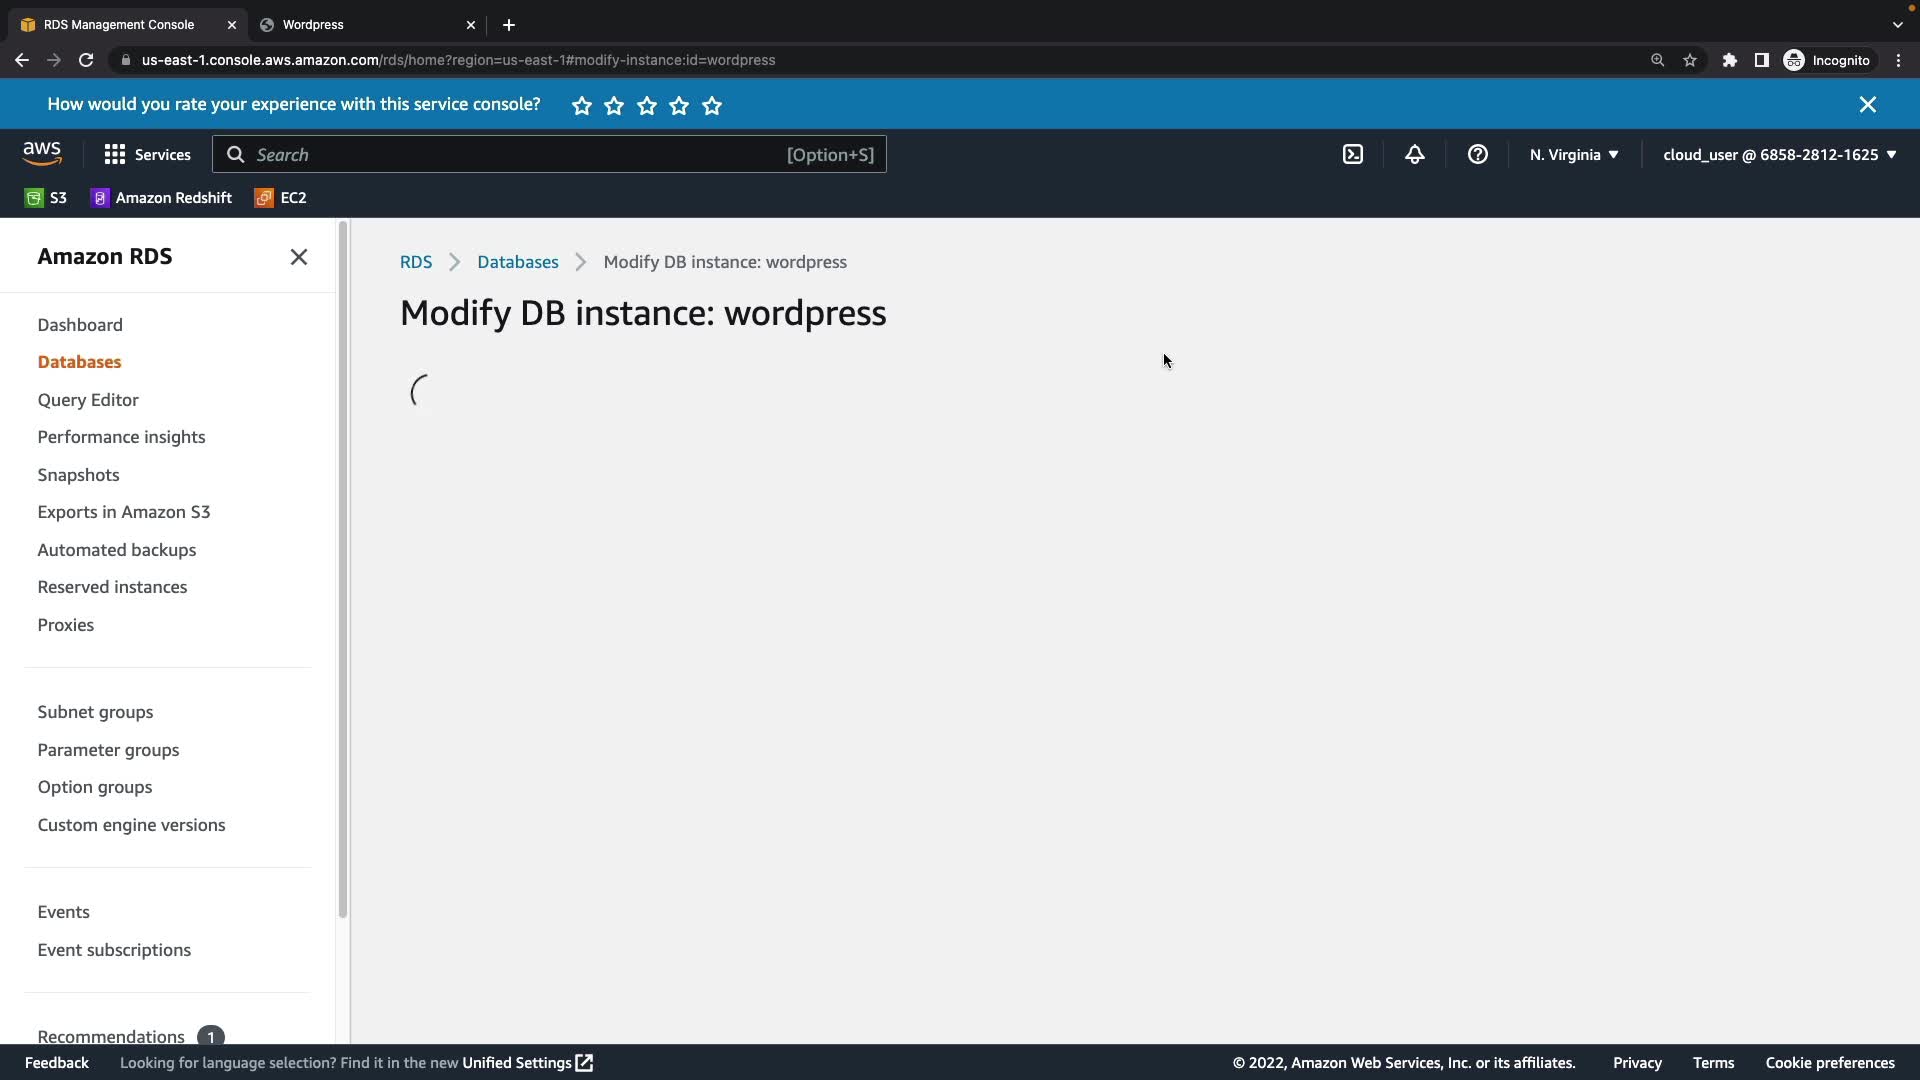 RDS Management Console
Wordpress
us-east-1.console.aws.amazon.com/rds/home?region=us-east-1#modify-instance:id=wordpress
Incognito
How would you rate your experience with this service console?
aws
Services
Search
[Option+S]
N. Virginia
cloud_user @ 6858-2812-1625
S3
Amazon Redshift
EC2
Amazon RDS
Dashboard
Databases
Query Editor
Performance insights
Snapshots
Exports in Amazon S3
Automated backups
Reserved instances
Proxies
Subnet groups
Parameter groups
Option groups
Custom engine versions
Events
Event subscriptions
Recommendations 1
RDS
Databases
Modify DB instance: wordpress
Modify DB instance: wordpress
Feedback
Looking for language selection? Find it in the new Unified Settings
© 2022, Amazon Web Services, Inc. or its affiliates.
Privacy
Terms
Cookie preferences